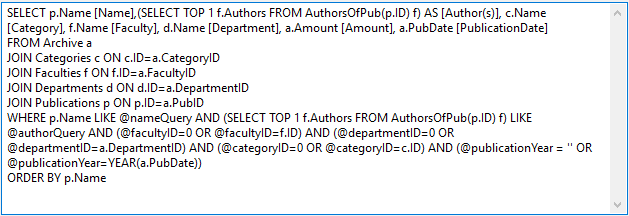 SELECT p.Name [Name],(SELECT TOP 1 f.Authors FROM AuthorsOfPub(p.ID) f) AS [Author(s)], c.Name
[Category], f.Name [Faculty], d.Name [Department], a.Amount [Amount], a.PubDate [PublicationDate]
FROM Archive a
JOIN Categories c ON c.ID=a.CategoryID
JOIN Faculties f ON f.ID=a.FacultyID
JOIN Departments d ON d.ID=a.DepartmentID
JOIN Publications p ON p.ID=a.PubID
WHERE p.Name LIKE @nameQuery AND (SELECT TOP 1 f.Authors FROM AuthorsOfPub(p.ID) f) LIKE
@authorQuery AND (@facultyID=0 OR @facultyID=f.ID) AND (@departmentID=0 OR
@departmentID=a.DepartmentID) AND (@categoryID=0 OR @categoryID=c.ID) AND (@publicationYear = '' OR
@publicationYear=YEAR(a.PubDate))
ORDER BY p.Name